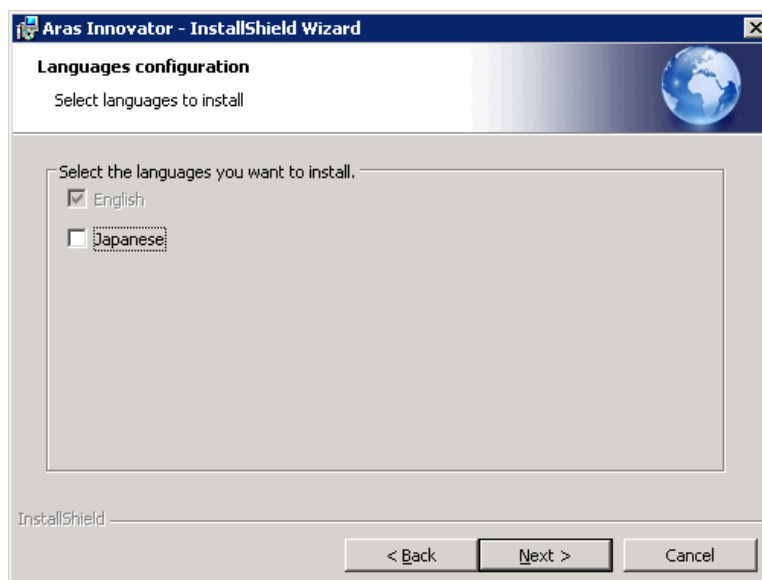 Aras Innovator - InstallShield Wizard
Languages configuration
Select languages to install
Select the languages you want to install.
English
Japanese
InstallShield
< Back
Next >
Cancel